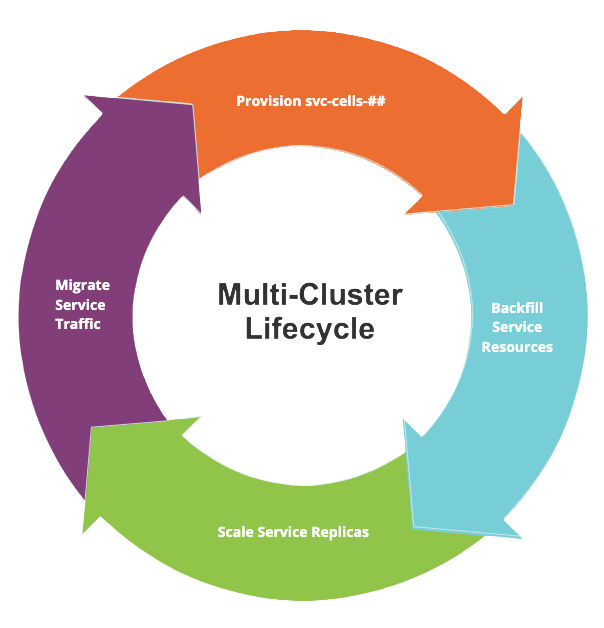 Provision svc-cells-##
Migrate
Service
Traffic
Multi-Cluster
Lifecycle
Backfill
Service
Resources
Scale Service Replicas